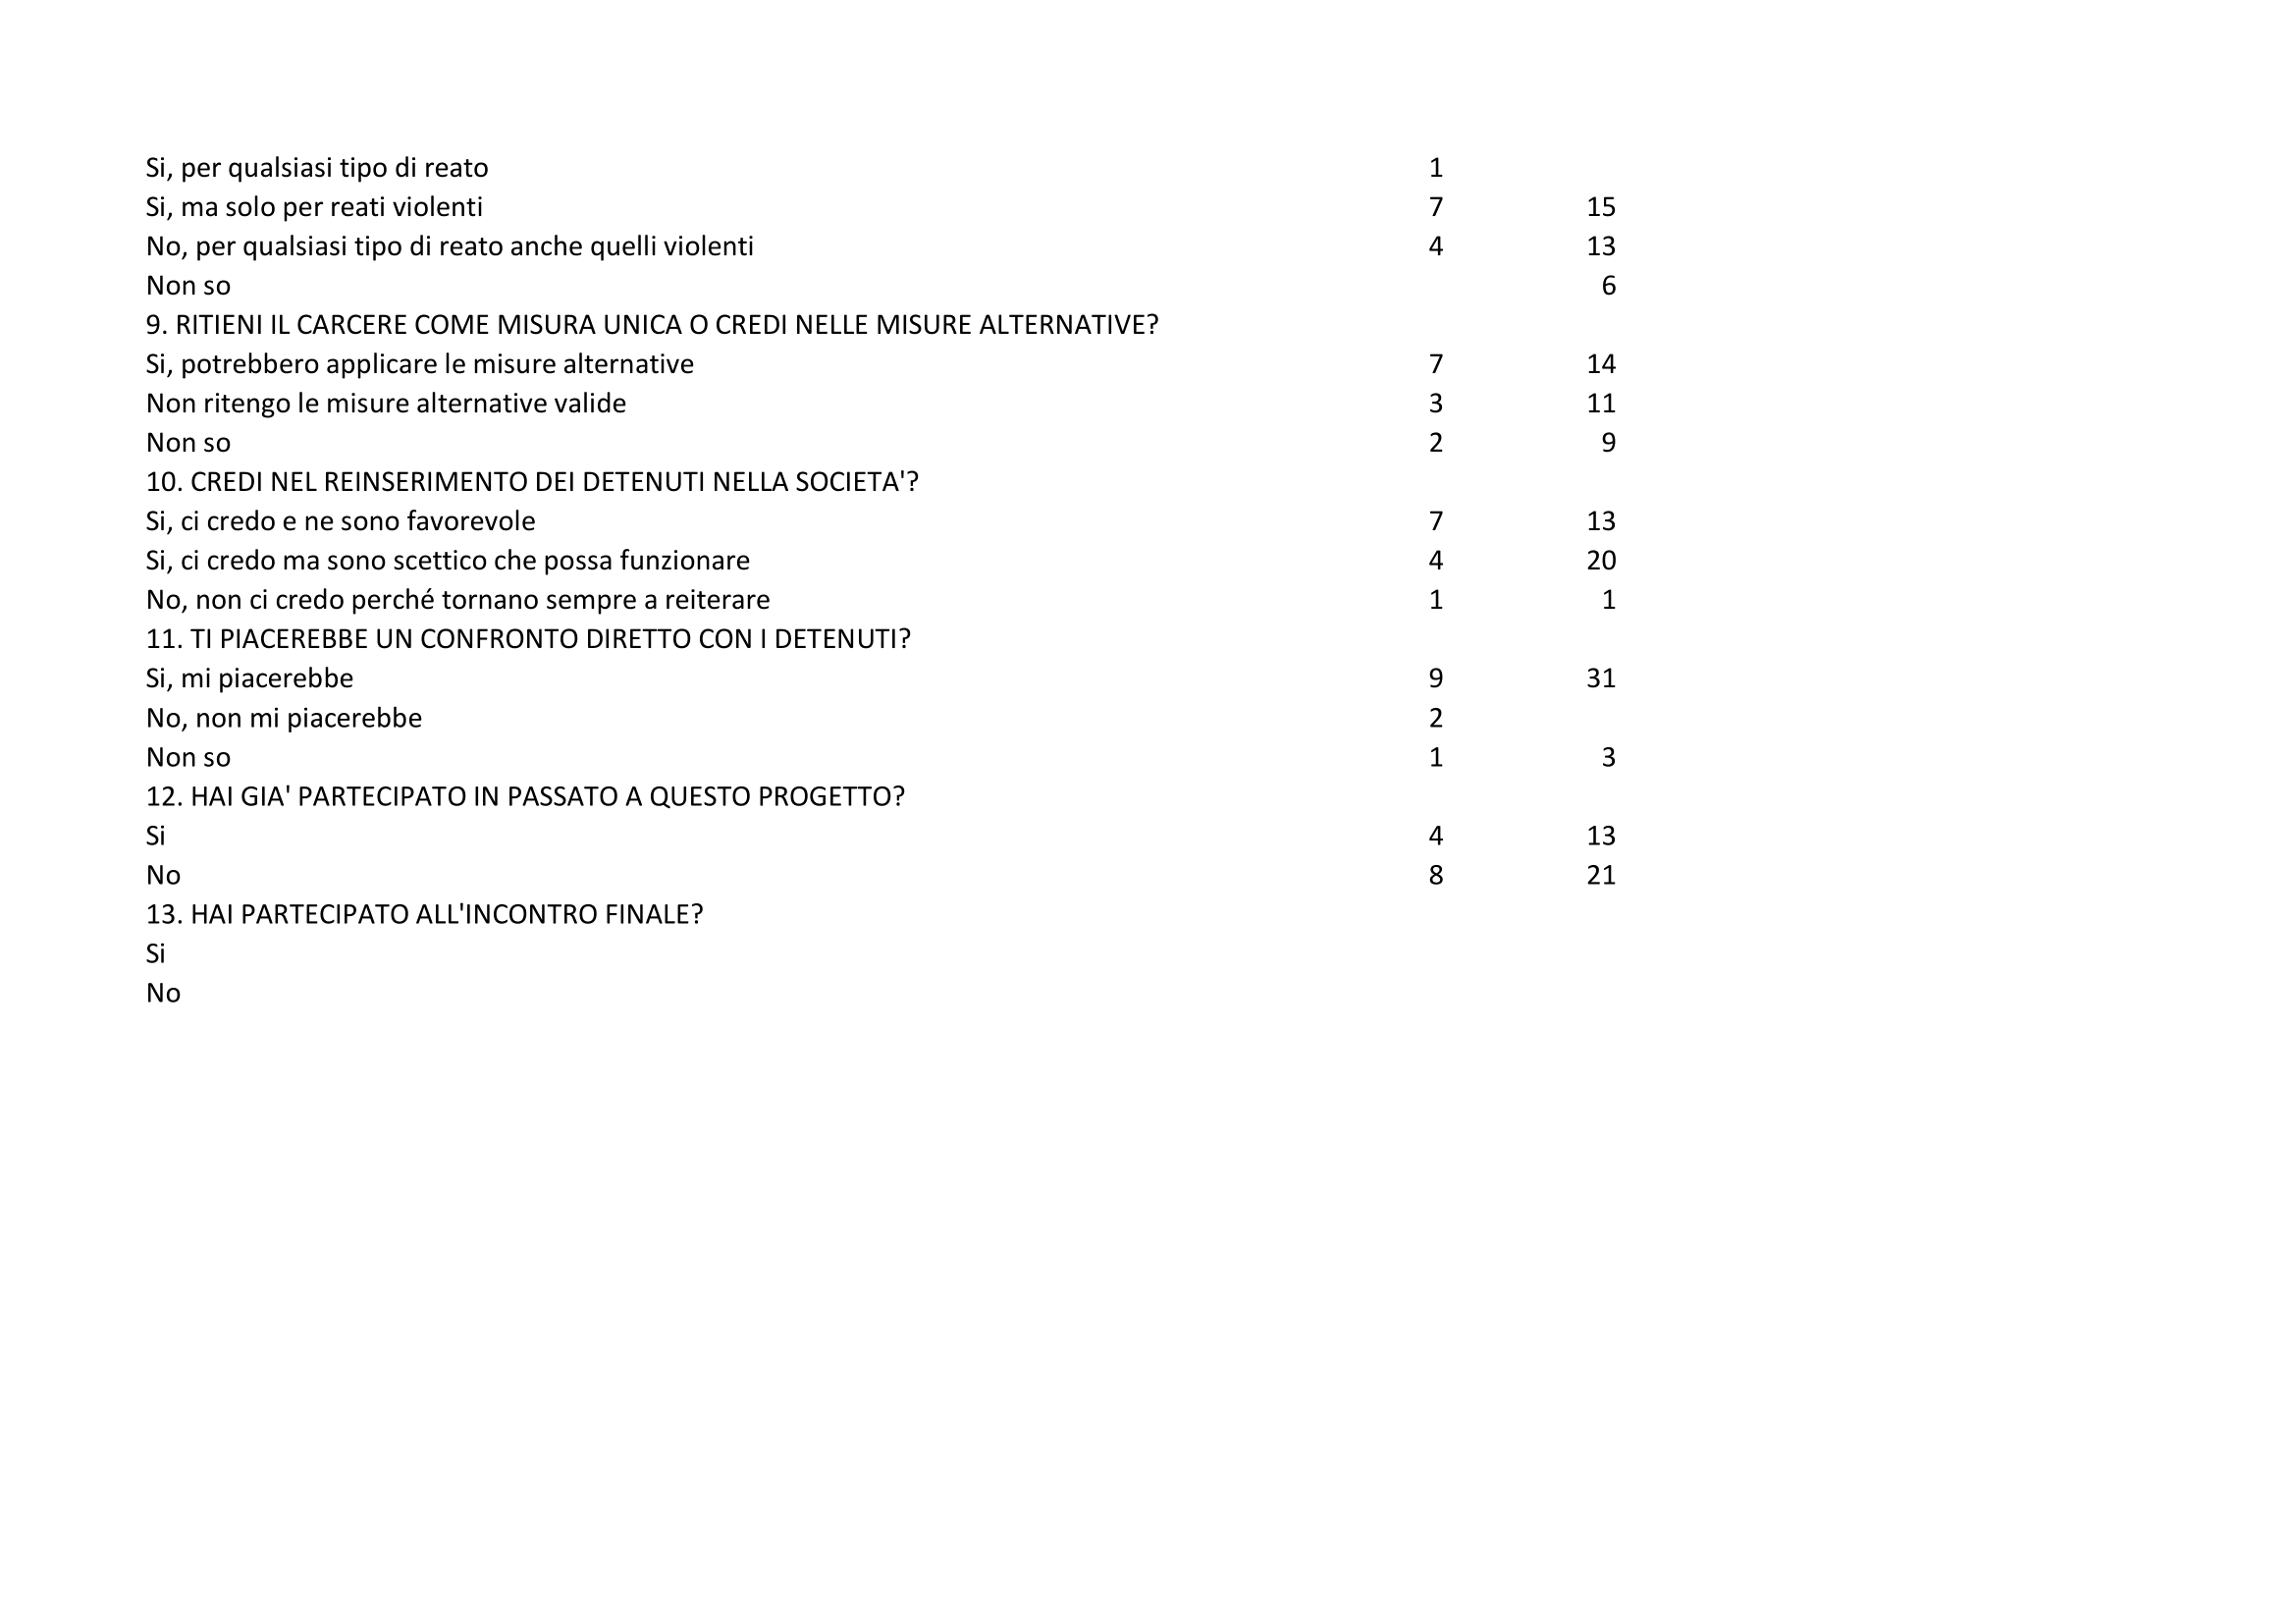 Si, per qualsiasi tipo di reato 1
Si, ma solo per reati violenti 7 15
No, per qualsiasi tipo di reato anche quelli violenti 4 13
Non so 6
9. RITIENI IL CARCERE COME MISURA UNICA O CREDI NELLE MISURE ALTERNATIVE?
Si, potrebbero applicare le misure alternative 7 14
Non ritengo le misure alternative valide 3 11
Non so 2 9
10. CREDI NEL REINSERIMENTO DEI DETENUTI NELLA SOCIETA'?
Si, ci credo e ne sono favorevole 7 13
Si, ci credo ma sono scettico che possa funzionare 4 20
No, non ci credo perché tornano sempre a reiterare 1 1
11. TI PIACEREBBE UN CONFRONTO DIRETTO CON I DETENUTI?
Si, mi piacerebbe 9 31
No, non mi piacerebbe 2
Non so 1 3
12. HAI GIA' PARTECIPATO IN PASSATO A QUESTO PROGETTO?
Si 4 13
No 8 21
13. HAI PARTECIPATO ALL'INCONTRO FINALE?
Si
No